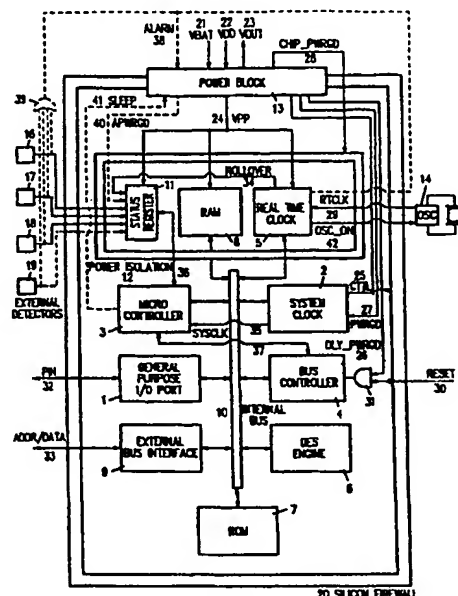 ALARM
38
21
VBAT
22
VDD
23
VOUT
CHIP_PWRGD
28
POWER BLOCK
13
39
41 SLEEP
40
APWRGD
24 VPP
16
17
18
19
EXTERNAL
DETECTORS
ROLLOVER
34
11
STATUS
REGISTER
RAM
REAL TIME
CLOCK
5
RTCLK
29
OSC_ON
42
14
OSC
POWER ISOLATION
12
36
MICRO
CONTROLLER
3
SYSCLK
35
37
2
SYSTEM
CLOCK
25
CTR
27
PWRGD
DLY_PWRGD
26
PIN
32
GENERAL
PURPOSE
I/O PORT
1
10
INTERNAL
BUS
BUS
CONTROLLER
4
31
RESET
30
ADDR/DATA
33
EXTERNAL
BUS INTERFACE
9
DES
ENGINE
ROM
7
20 SILICON FIREWALL